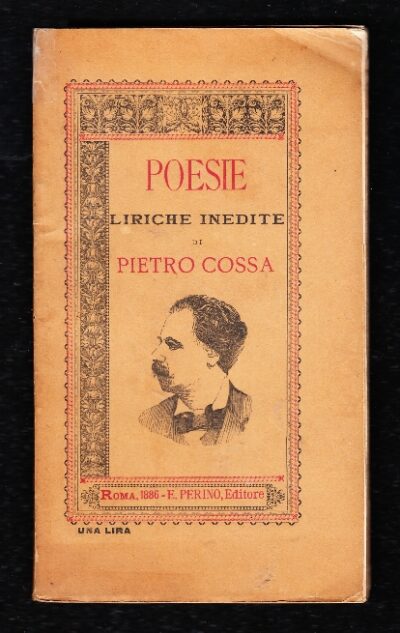 POESIE
LIRICHE INEDITE
DI
PIETRO COSSA
ROMA, 1886 - E. PERINO, Editore
UNA LIRA